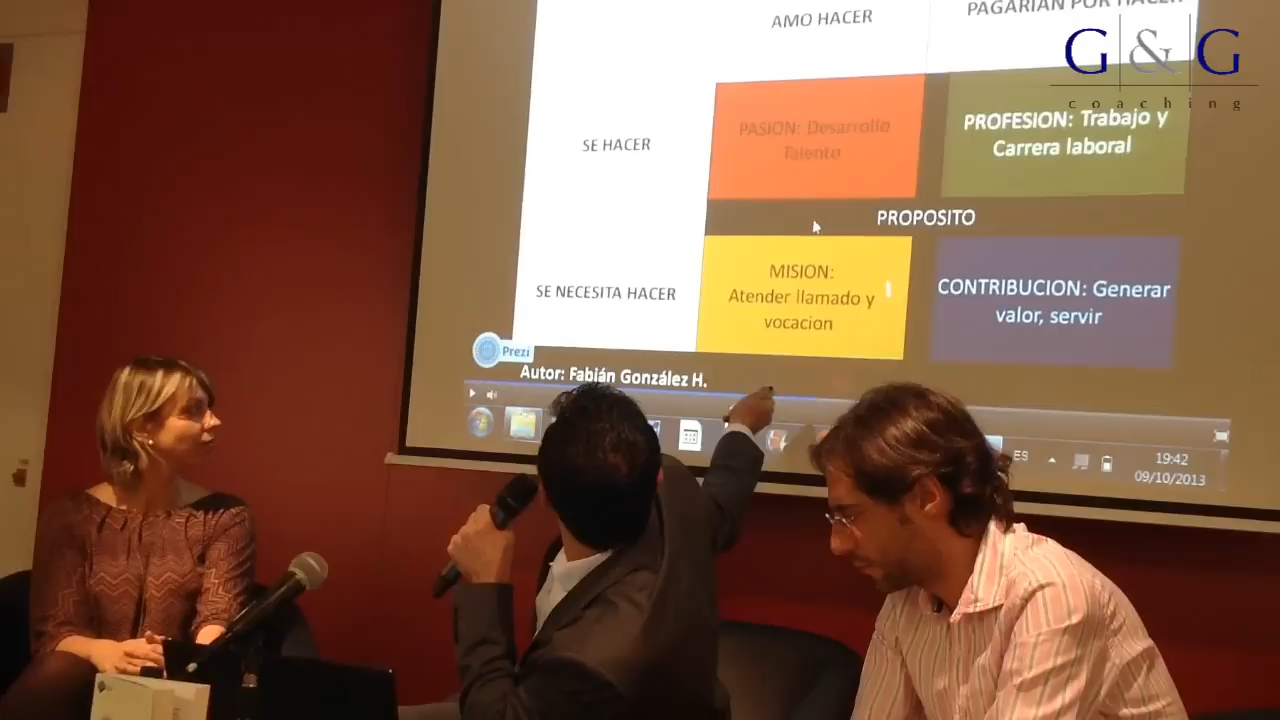 AMO HACER
PAGARIAN POR HACER
G & G
coaching
SE HACER
PASION: Desarrollo
Talento
PROFESION: Trabajo y
Carrera laboral
PROPOSITO
SE NECESITA HACER
MISION:
Atender llamado y
vocacion
CONTRIBUCION: Generar
valor, servir
Prezi
Autor: Fabián González H.
ES
19:42
09/10/2013